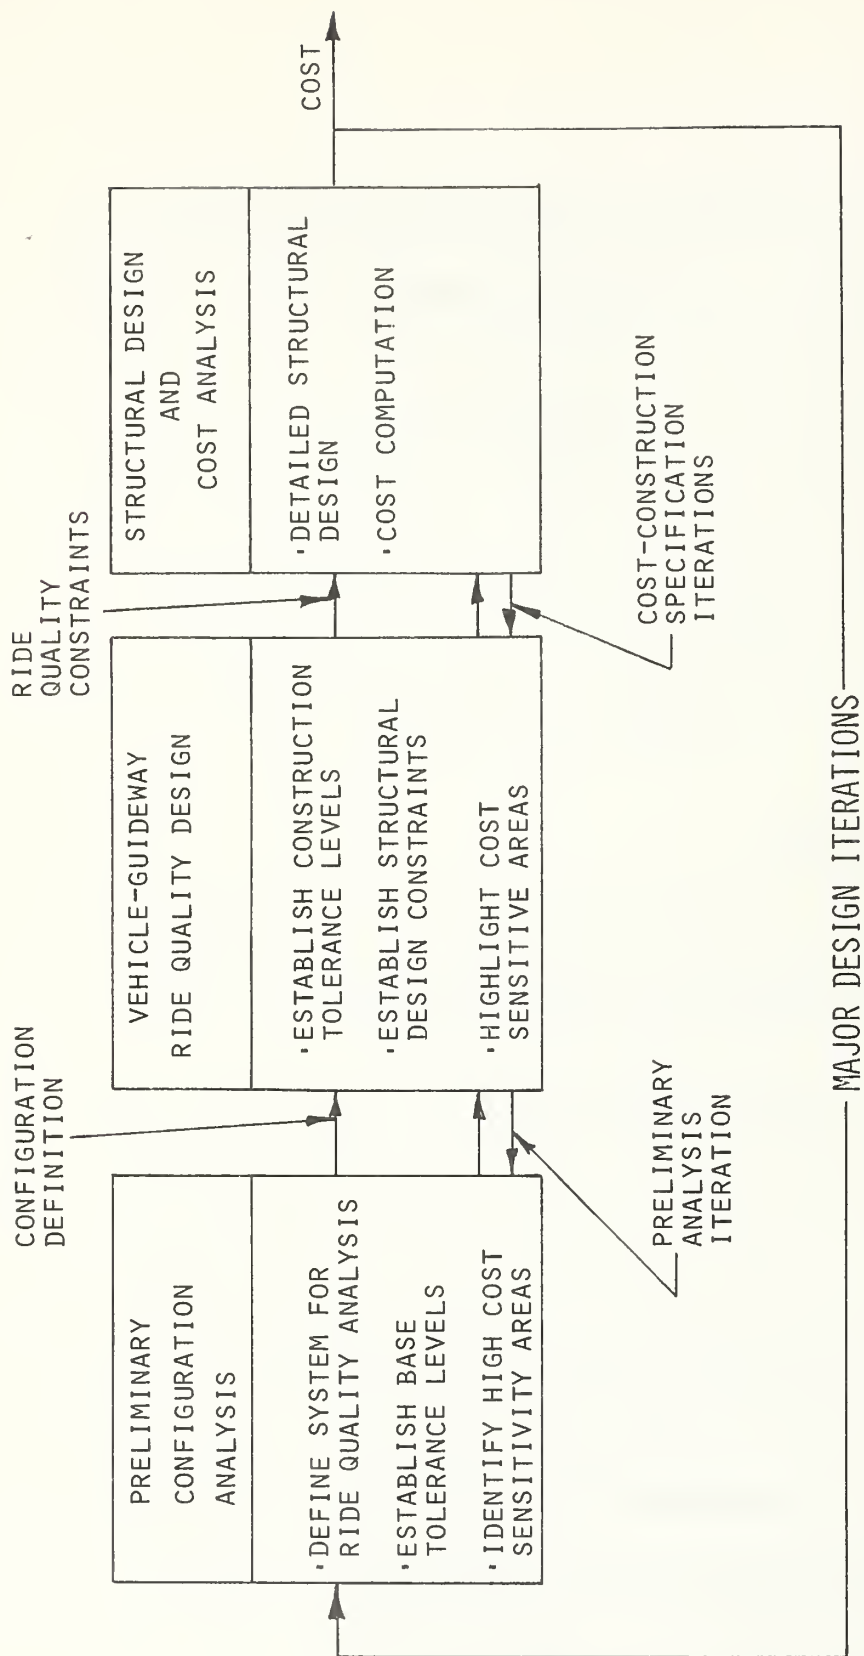 CONFIGURATION
DEFINITION
RIDE
QUALITY
CONSTRAINTS
PRELIMINARY
CONFIGURATION
ANALYSIS
·DEFINE SYSTEM FOR
RIDE QUALITY ANALYSIS
·ESTABLISH BASE
TOLERANCE LEVELS
·IDENTIFY HIGH COST
SENSITIVITY AREAS
VEHICLE-GUIDEWAY
RIDE QUALITY DESIGN
·ESTABLISH CONSTRUCTION
TOLERANCE LEVELS
·ESTABLISH STRUCTURAL
DESIGN CONSTRAINTS
·HIGHLIGHT COST
SENSITIVE AREAS
STRUCTURAL DESIGN
AND
COST ANALYSIS
·DETAILED STRUCTURAL
DESIGN
·COST COMPUTATION
COST
PRELIMINARY
ANALYSIS
ITERATION
COST-CONSTRUCTION
SPECIFICATION
ITERATIONS
MAJOR DESIGN ITERATIONS